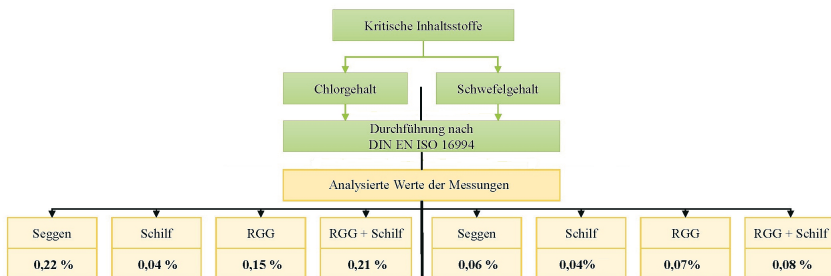 Kritische Inhaltsstoffe
Chlorgehalt
Schwefelgehalt
Durchführung nach
DIN EN ISO 16994
Analysierte Werte der Messungen
Seggen
Schilf
RGG
RGG + Schilf
Seggen
Schilf
RGG
RGG + Schilf
0,22 %
0,04 %
0,15 %
0,21 %
0,06 %
0,04%
0,07%
0,08 %